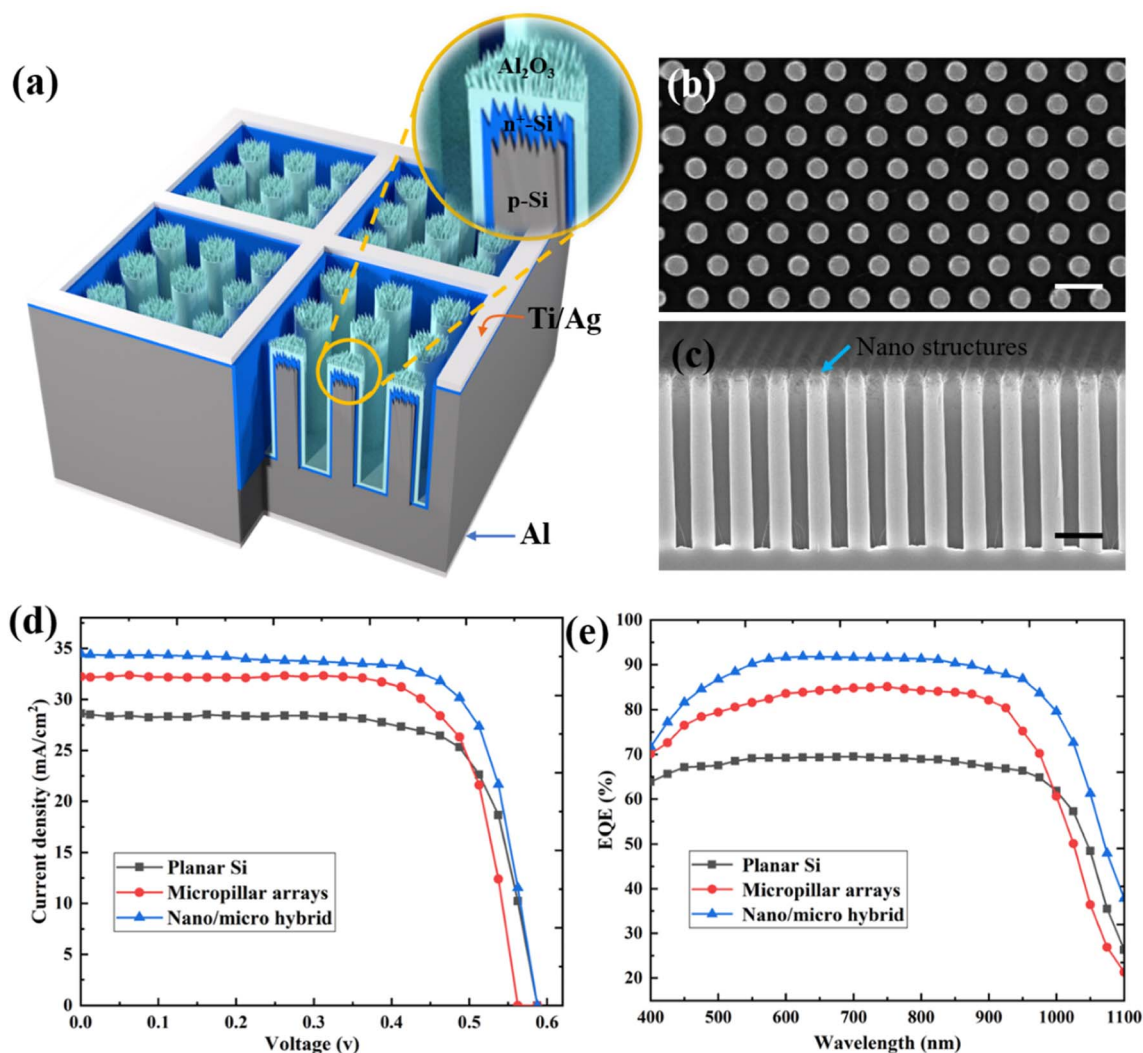 (a)
Al₂O₃
n⁺-Si
p-Si
Ti/Ag
Al
(b)
(c)
Nano structures
(d)
Current density (mA/cm²)
35
30
25
20
15
10
5
0
Planar Si
Micropillar arrays
Nano/micro hybrid
0.0 0.1 0.2 0.3 0.4 0.5 0.6
Voltage (v)
(e)
EQE (%)
100
90
80
70
60
50
40
30
20
Planar Si
Micropillar arrays
Nano/micro hybrid
400 500 600 700 800 900 1000 1100
Wavelength (nm)